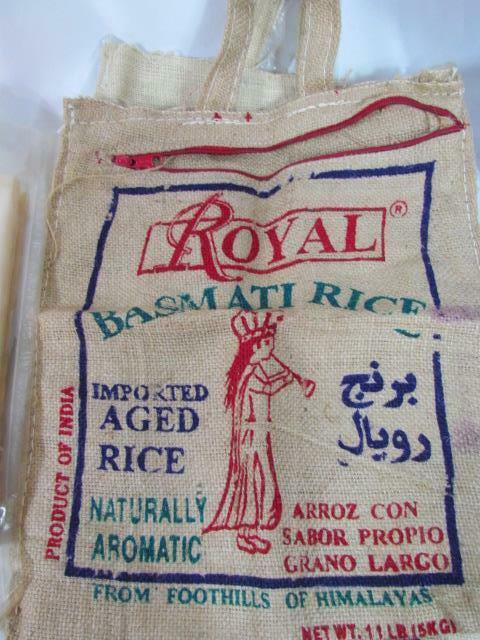 ROYAL®
BASMATI RICE
IMPORTED
AGED
RICE
برنج
رويال
NATURALLY
AROMATIC
ARROZ CON
SABOR PROPIO
GRANO LARGO
PRODUCT OF INDIA
FROM FOOTHILLS OF HIMALAYAS
NET WT. 11 LB (5KG)